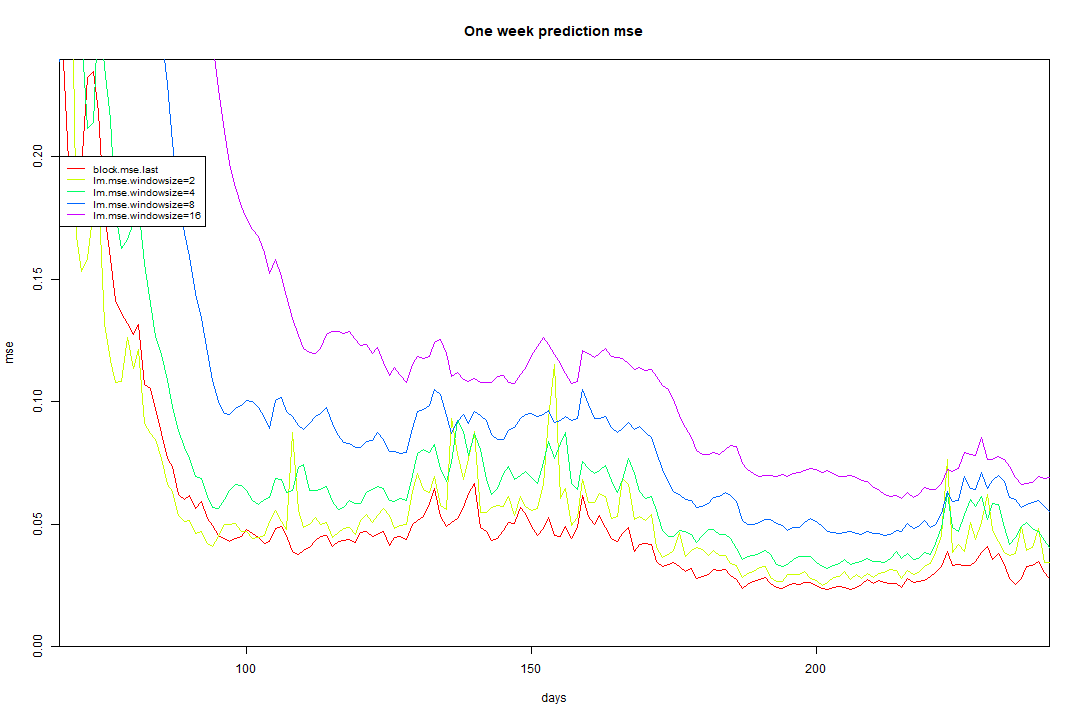 One week prediction mse
0.20
block.mse.last
lm.mse.windowsize=2
lm.mse.windowsize=4
lm.mse.windowsize=8
lm.mse.windowsize=16
0.15
mse
0.10
0.05
0.00
100 150 200
days